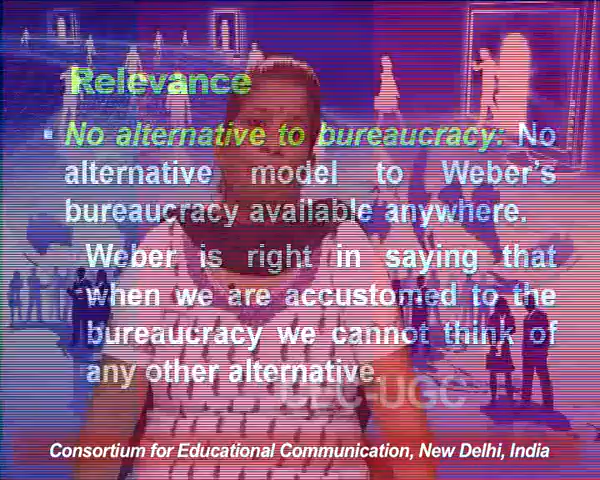 Relevance
▪ No alternative to bureaucracy: No
alternative model to Weber's
bureaucracy available anywhere.
Weber is right in saying that
when we are accustomed to the
bureaucracy we cannot think of
any other alternative.
CEC-UGC
Consortium for Educational Communication, New Delhi, India